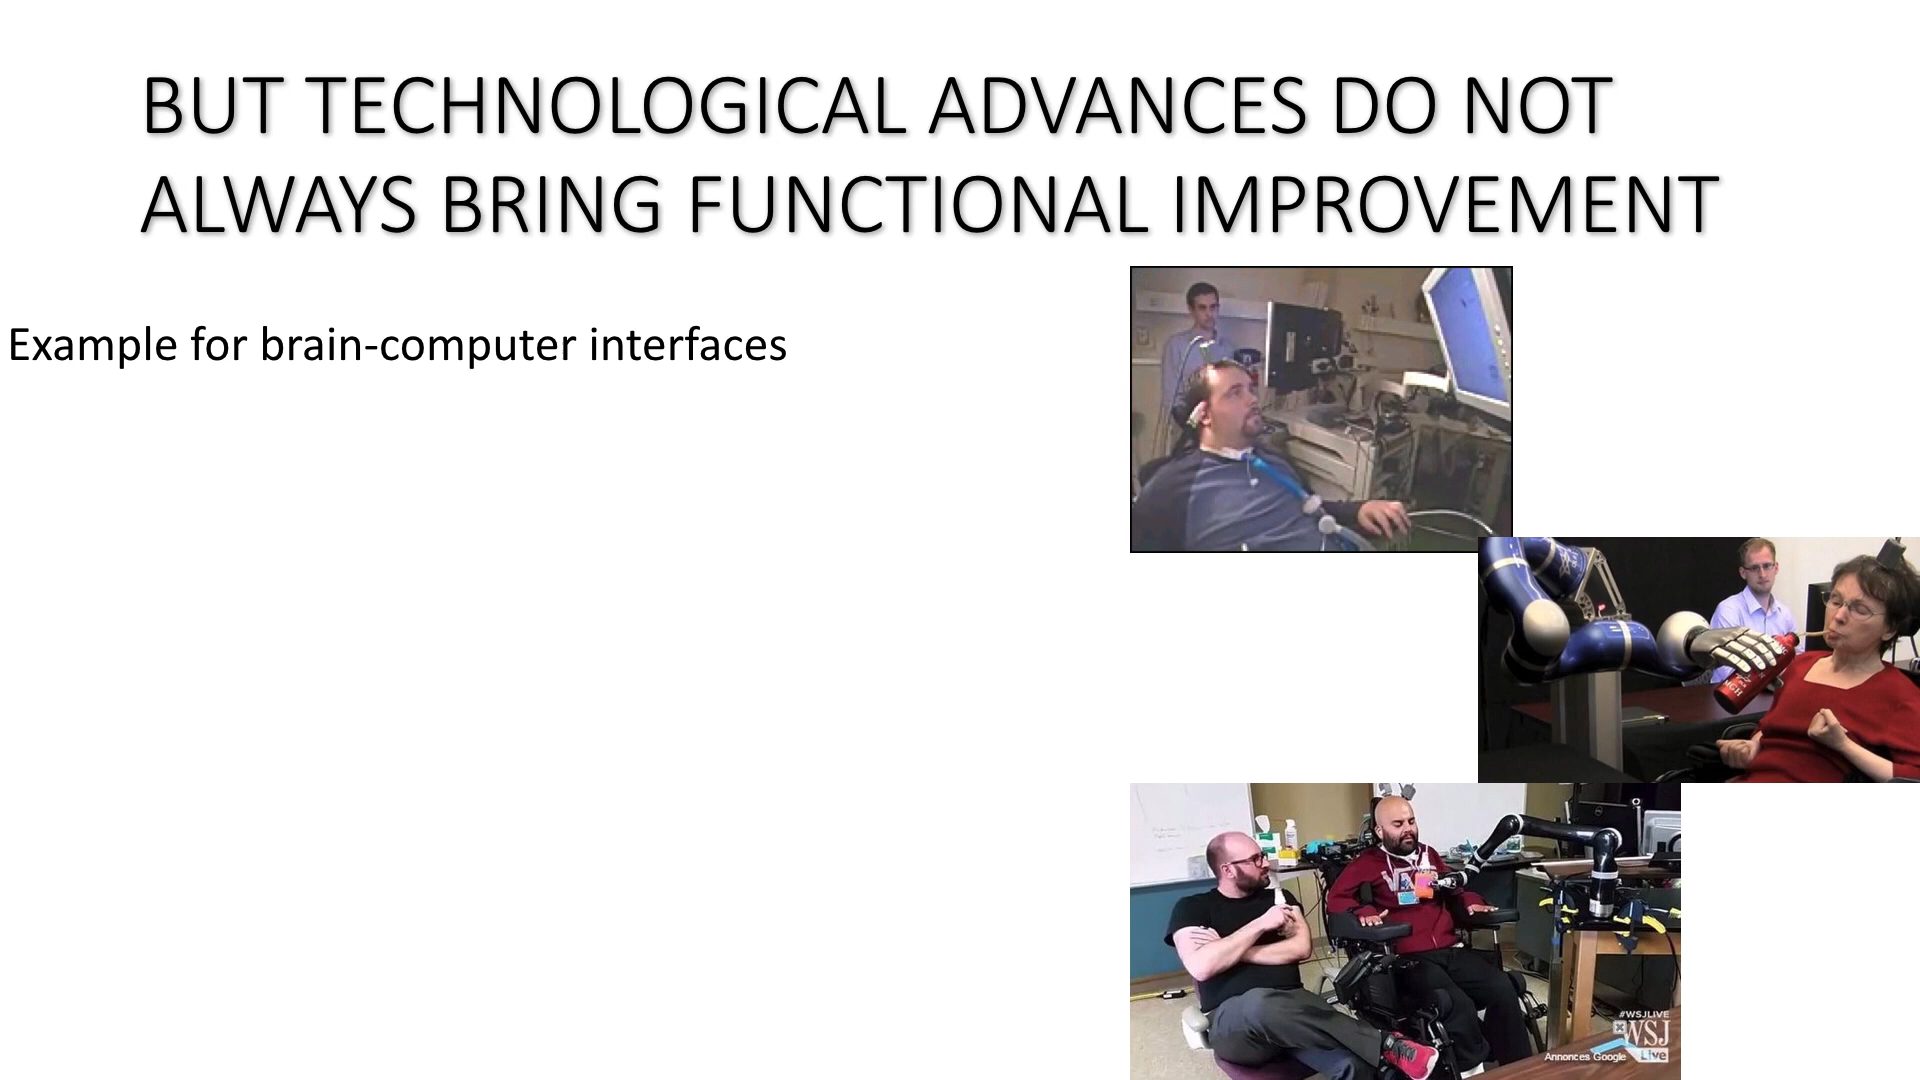 BUT TECHNOLOGICAL ADVANCES DO NOT
ALWAYS BRING FUNCTIONAL IMPROVEMENT
Example for brain-computer interfaces
MGH
#WSJLIVE
WSJ
Live
Annonces Google